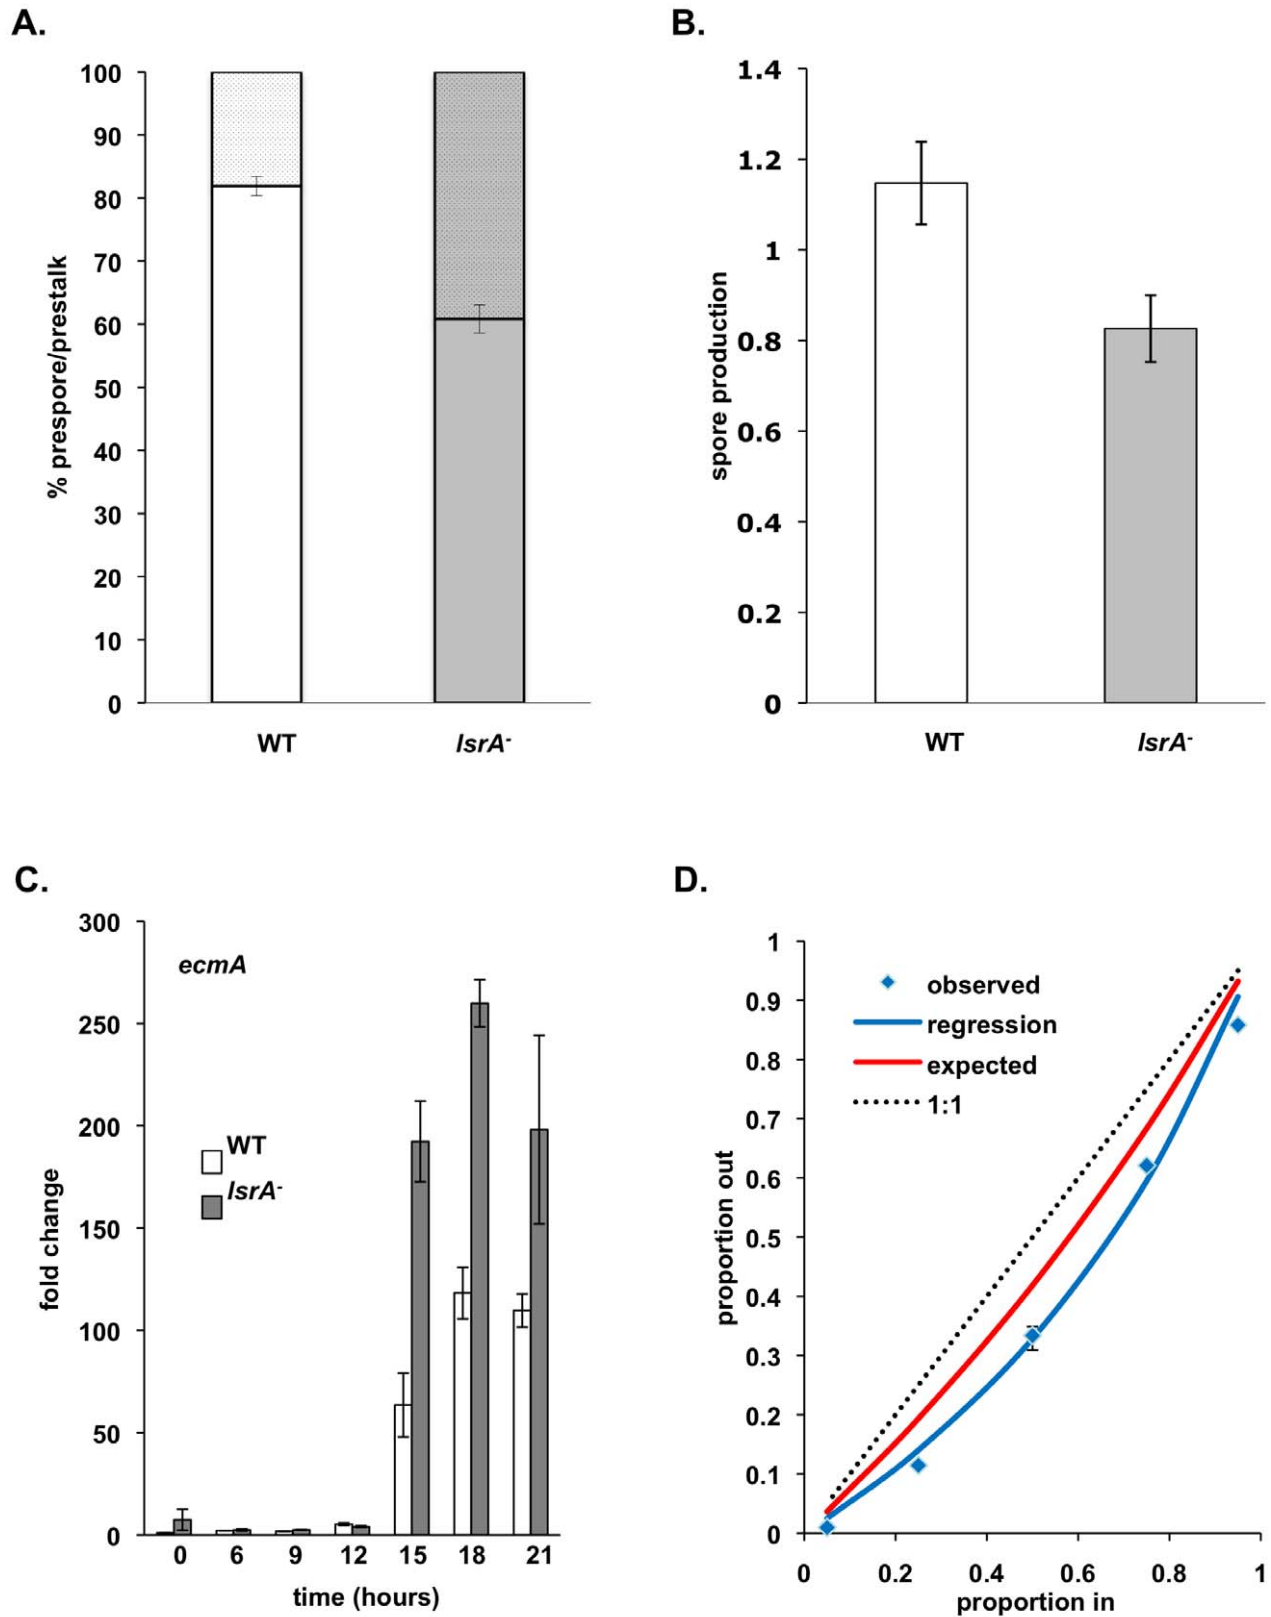 A.
100
90
80
70
60
50
40
30
20
10
0
% prespore/prestalk
WT
lsrA-
B.
1.4
1.2
1
0.8
0.6
0.4
0.2
0
spore production
WT
lsrA-
C.
300
250
200
150
100
50
0
fold change
ecmA
WT
lsrA-
0 6 9 12 15 18 21
time (hours)
D.
1
0.9
0.8
0.7
0.6
0.5
0.4
0.3
0.2
0.1
0
proportion out
observed
regression
expected
1:1
0 0.2 0.4 0.6 0.8 1
proportion in